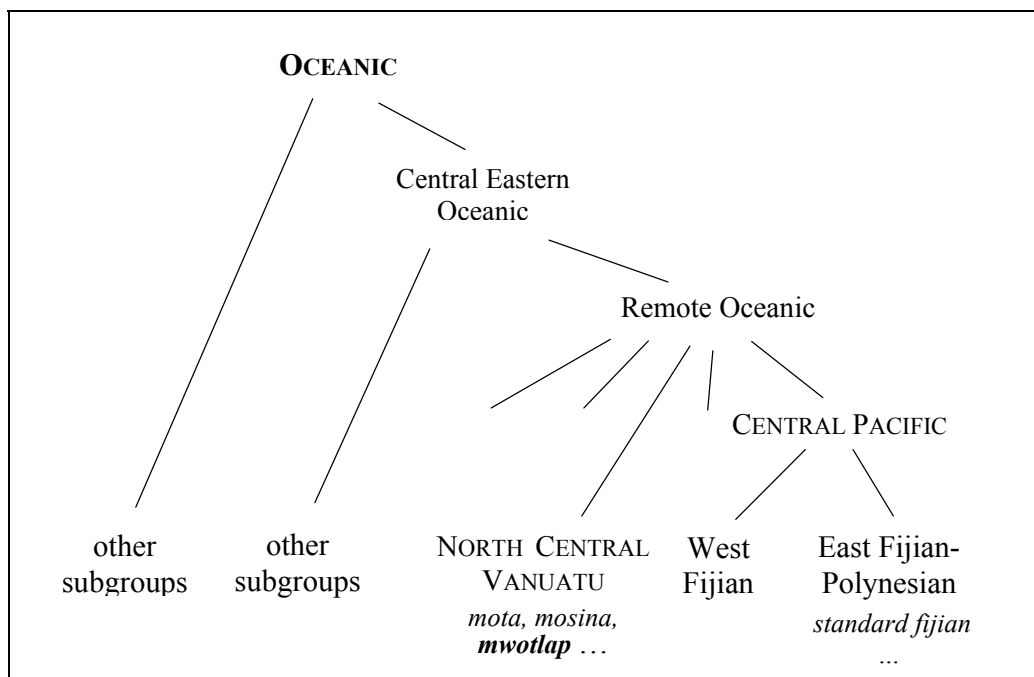 OCEANIC
Central Eastern
Oceanic
Remote Oceanic
CENTRAL PACIFIC
other
subgroups
other
subgroups
NORTH CENTRAL
VANUATU
mota, mosina,
mwotlap …
West
Fijian
East Fijian-
Polynesian
standard fijian
...